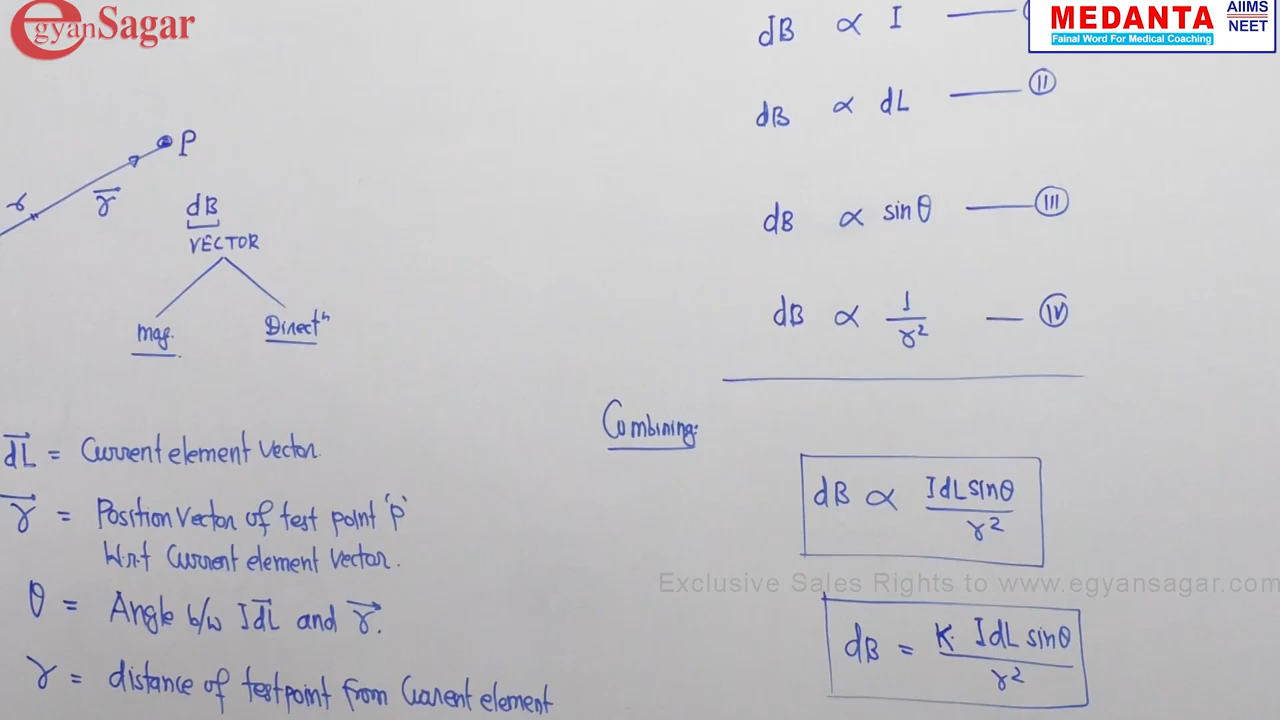 egyanSagar
MEDANTA
Fainal Word For Medical Coaching
AIIMS
NEET
dB ∝ I
dB ∝ dL — II
dB ∝ sinθ — III
dB ∝ 1/r² — IV
P
r
r⃗
dB
VECTOR
mag.
Directⁿ
Combining:
dB ∝ IdLsinθ/r²
dB = K. IdL sinθ/r²
d⃗L = Current element Vector.
r⃗ = Position Vector of test point 'P'
W.r.t Current element Vector.
θ = Angle b/w Id⃗L and r⃗.
r = distance of testpoint from Current element
Exclusive Sales Rights to www.egyansagar.com